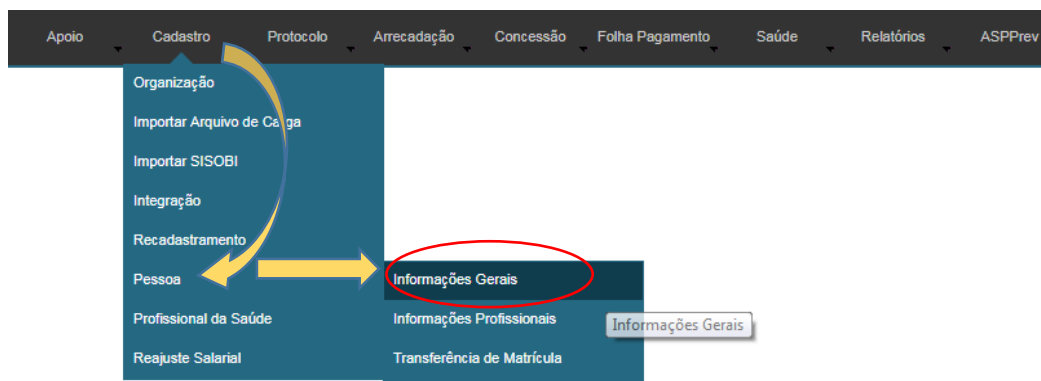 Apoio Cadastro Protocolo Arrecadação Concessão Folha Pagamento Saúde Relatórios ASPPrev
Organização
Importar Arquivo de Carga
Importar SISOBI
Integração
Recadastramento
Pessoa
Profissional da Saúde
Reajuste Salarial
Informações Gerais
Informações Profissionais
Transferência de Matrícula
Informações Gerais